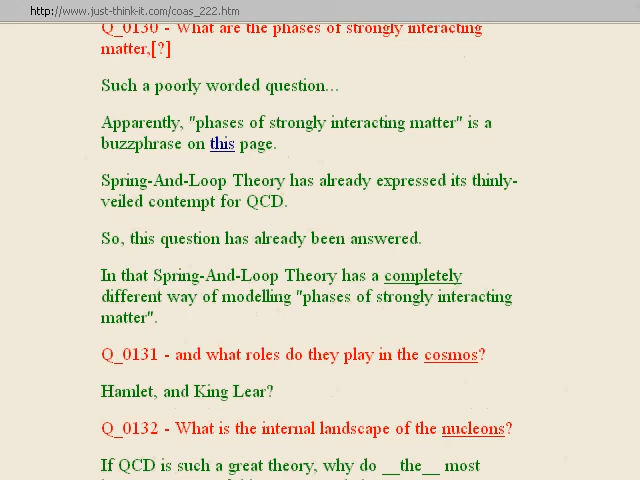 http://www.just-think-it.com/coas_222.htm
Q_0130 - What are the phases of strongly interacting
matter,[?]
Such a poorly worded question...
Apparently, "phases of strongly interacting matter" is a
buzzphrase on this page.
Spring-And-Loop Theory has already expressed its thinly-
veiled contempt for QCD.
So, this question has already been answered.
In that Spring-And-Loop Theory has a completely
different way of modelling "phases of strongly interacting
matter".
Q_0131 - and what roles do they play in the cosmos?
Hamlet, and King Lear?
Q_0132 - What is the internal landscape of the nucleons?
If QCD is such a great theory, why do __the__ most